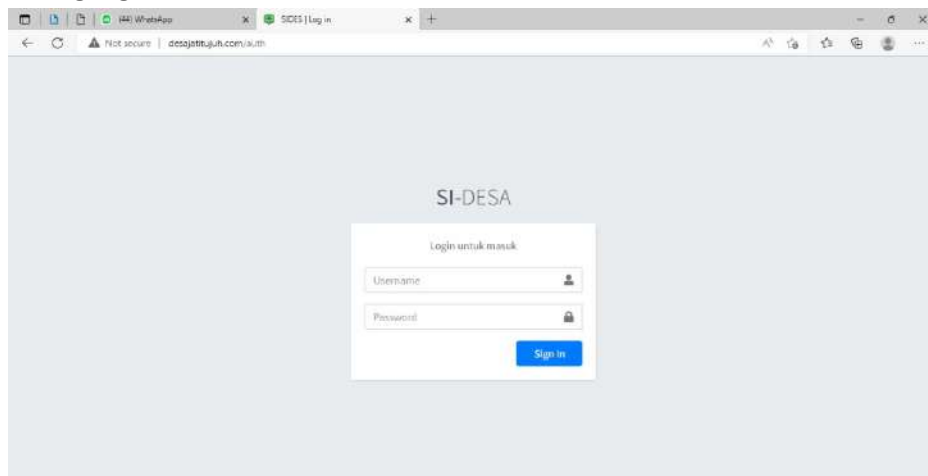 (44) WhatsApp
SIDES | Log in
Not secure | desajatitujuh.com/auth
SI-DESA
Login untuk masuk
Username
Password
Sign In